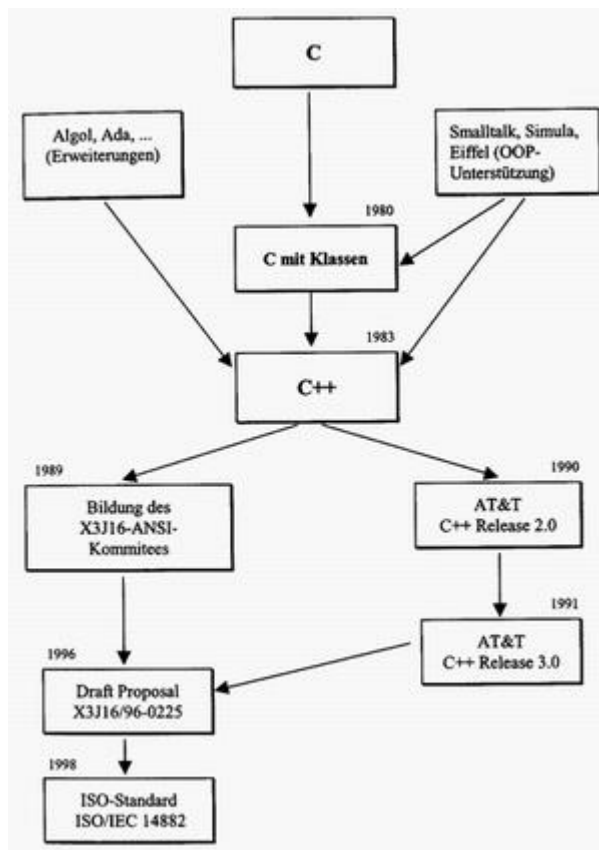 C
Algol, Ada, ...
(Erweiterungen)
Smalltalk, Simula,
Eiffel (OOP-
Unterstützung)
1980
C mit Klassen
1983
C++
1989
Bildung des
X3J16-ANSI-
Kommitees
1990
AT&T
C++ Release 2.0
1991
AT&T
C++ Release 3.0
1996
Draft Proposal
X3J16/96-0225
1998
ISO-Standard
ISO/IEC 14882